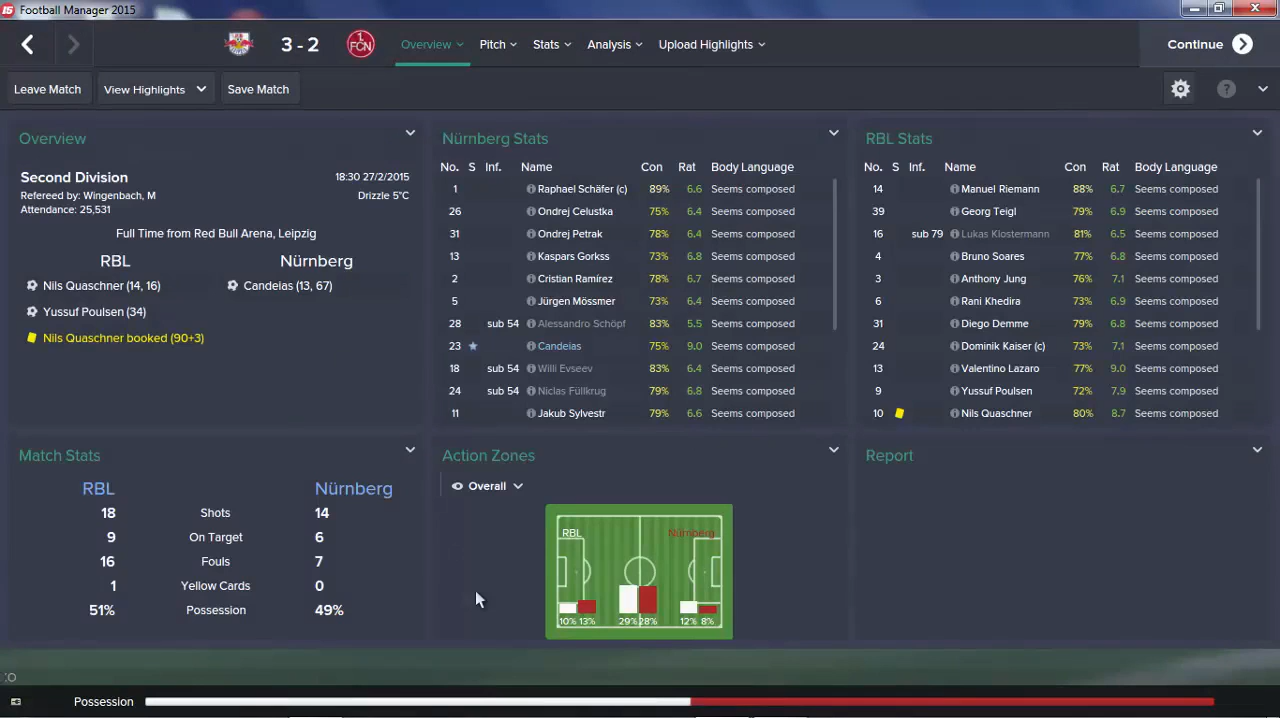 15 Football Manager 2015
3 - 2 Overview Pitch Stats Analysis Upload Highlights Continue
Leave Match View Highlights Save Match ?
Overview
Second Division 18:30 27/2/2015
Refereed by: Wingenbach, M Drizzle 5°C
Attendance: 25,531
Full Time from Red Bull Arena, Leipzig
RBL Nürnberg
Nils Quaschner (14, 16) Candeias (13, 67)
Yussuf Poulsen (34)
Nils Quaschner booked (90+3)
Nürnberg Stats
No. S Inf. Name Con Rat Body Language
1 Raphael Schäfer (c) 89% 6.6 Seems composed
26 Ondrej Celustka 75% 6.4 Seems composed
31 Ondrej Petrak 78% 6.4 Seems composed
13 Kaspars Gorkss 73% 6.8 Seems composed
2 Cristian Ramírez 78% 6.7 Seems composed
5 Jürgen Mössmer 73% 6.4 Seems composed
28 sub 54 Alessandro Schöpf 83% 5.5 Seems composed
23 Candeias 75% 9.0 Seems composed
18 sub 54 Willi Evseev 83% 6.4 Seems composed
24 sub 54 Niclas Füllkrug 79% 6.8 Seems composed
11 Jakub Sylvestr 79% 6.6 Seems composed
RBL Stats
No. S Inf. Name Con Rat Body Language
14 Manuel Riemann 88% 6.7 Seems composed
39 Georg Teigl 79% 6.9 Seems composed
16 sub 79 Lukas Klostermann 81% 6.5 Seems composed
4 Bruno Soares 77% 6.8 Seems composed
3 Anthony Jung 76% 7.1 Seems composed
6 Rani Khedira 73% 6.9 Seems composed
31 Diego Demme 79% 6.8 Seems composed
24 Dominik Kaiser (c) 73% 7.1 Seems composed
13 Valentino Lazaro 77% 9.0 Seems composed
9 Yussuf Poulsen 72% 7.9 Seems composed
10 Nils Quaschner 80% 8.7 Seems composed
Match Stats
RBL Nürnberg
18 Shots 14
9 On Target 6
16 Fouls 7
1 Yellow Cards 0
51% Possession 49%
Action Zones
Overall
RBL Nürnberg
10% 13% 29% 28% 12% 8%
Report
:O
Possession